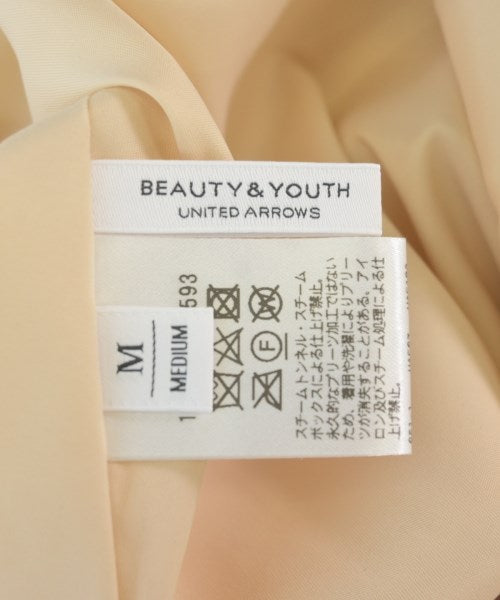 BEAUTY & YOUTH
UNITED ARROWS
M
MEDIUM
593
W
F
スチームトンネル・スチーム
ボックスによる仕上げ禁止。
永久的なプリーツ加工ではない
ため、着用や洗濯によりプリー
ツが消失することがある。アイ
ロン及びスチーム処理による仕
上げ禁止。